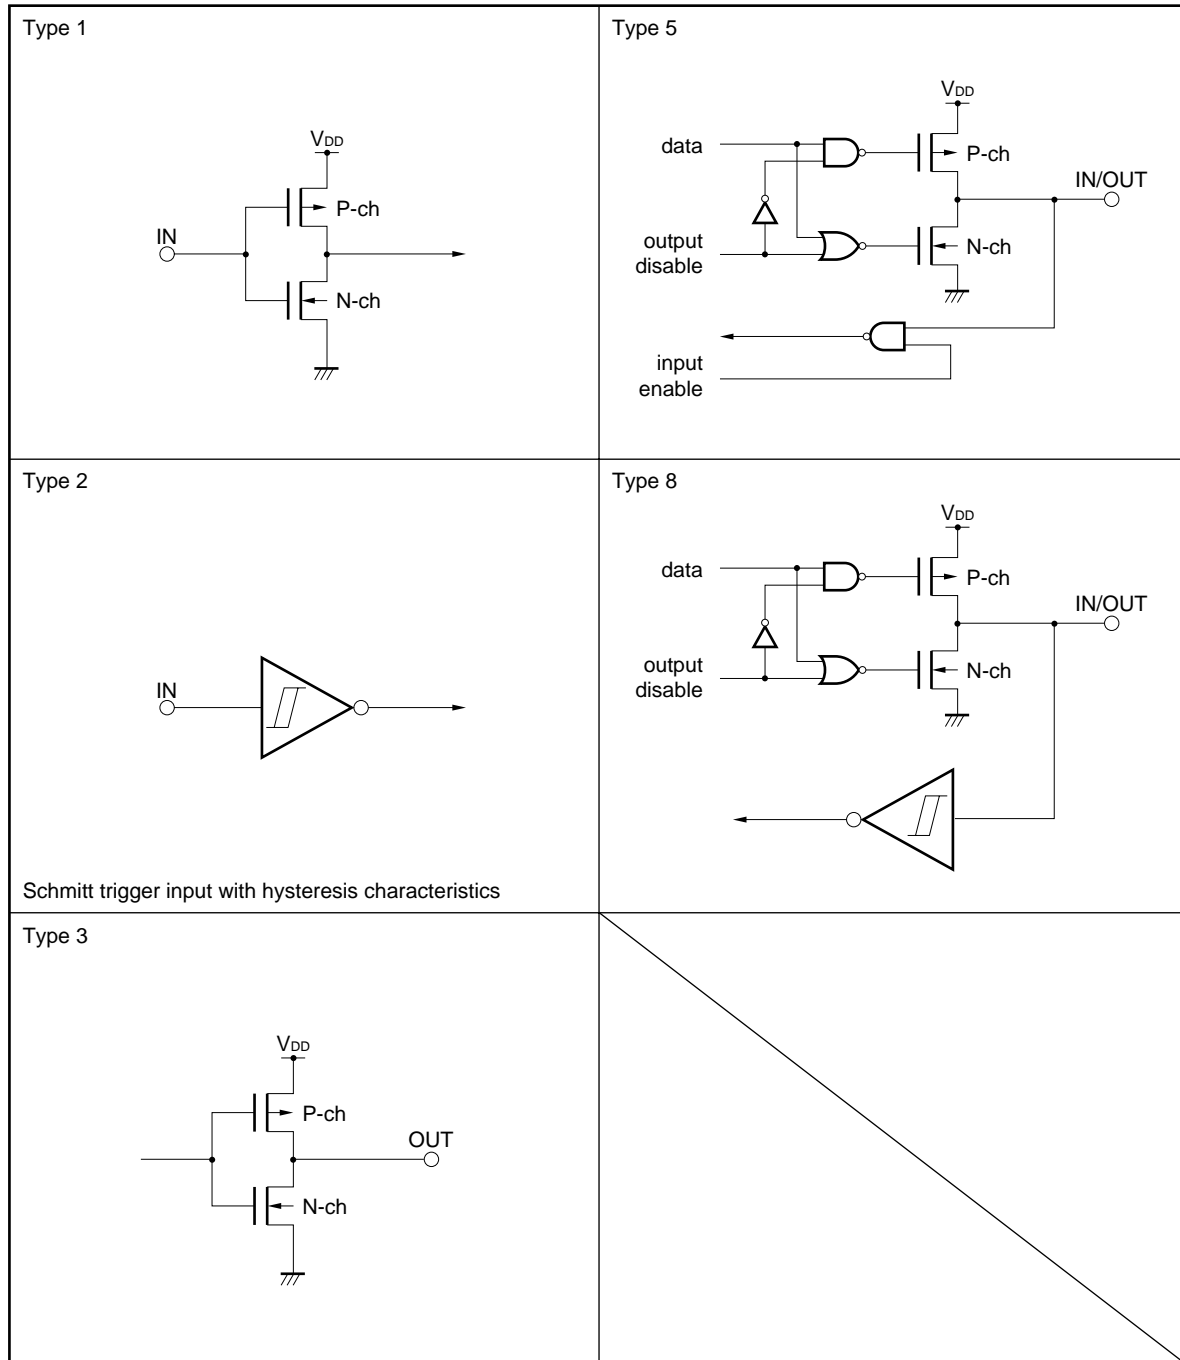 Type 1
VDD
P-ch
IN
N-ch
Type 5
VDD
data
P-ch
IN/OUT
output
disable
N-ch
input
enable
Type 2
IN
Schmitt trigger input with hysteresis characteristics
Type 8
VDD
data
P-ch
IN/OUT
output
disable
N-ch
Type 3
VDD
P-ch
OUT
N-ch